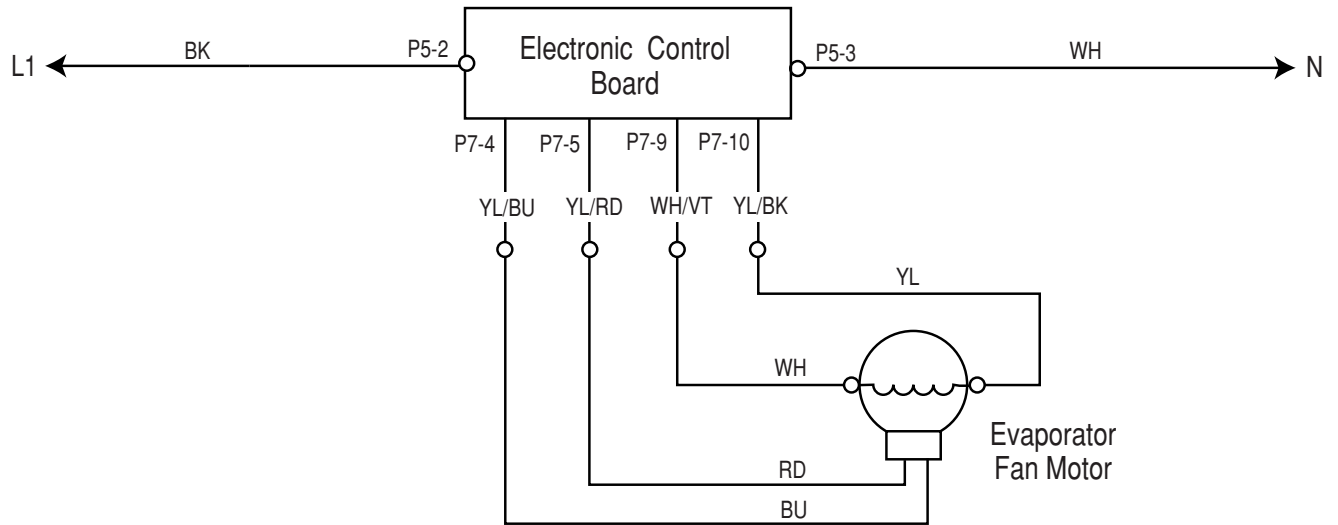 L1
BK
P5-2
Electronic Control
Board
P5-3
WH
N
P7-4
P7-5
P7-9
P7-10
YL/BU
YL/RD
WH/VT
YL/BK
YL
WH
Evaporator
Fan Motor
RD
BU